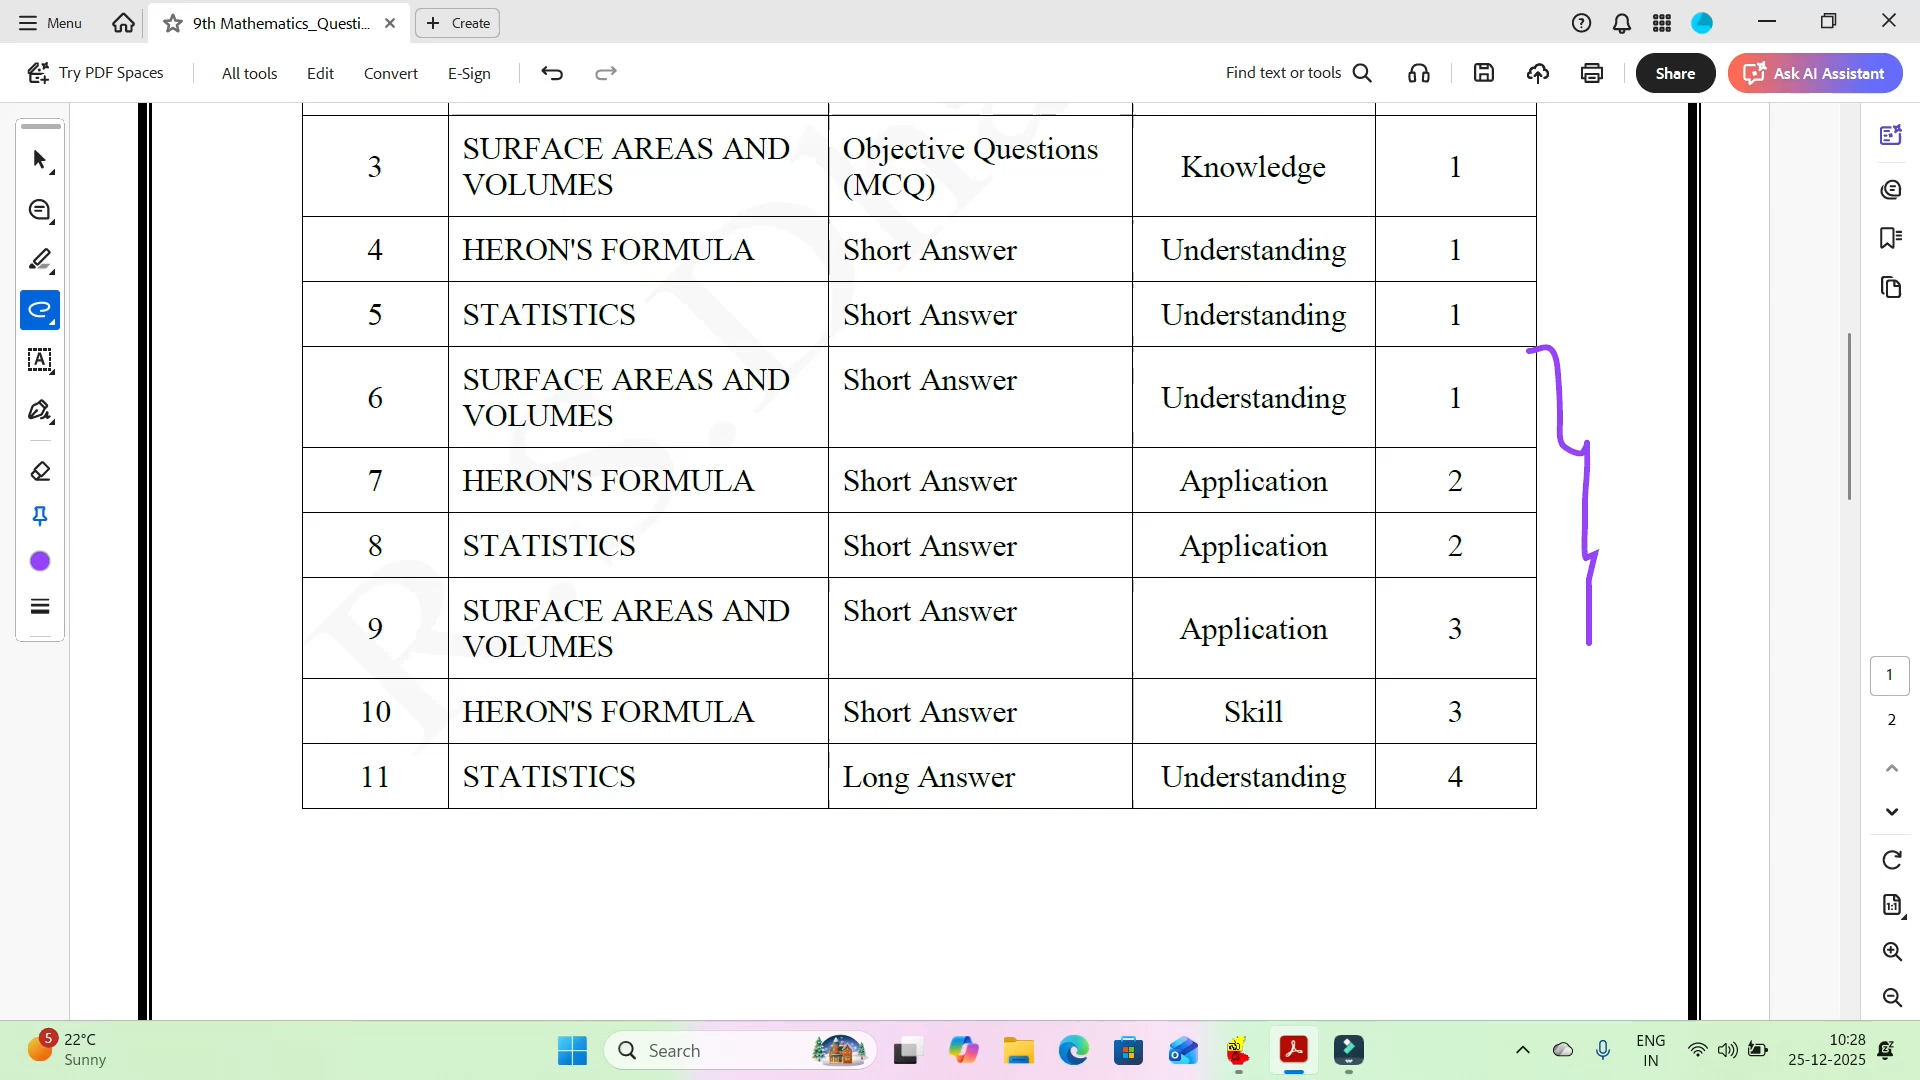 Menu
9th Mathematics_Questi...
Create
Try PDF Spaces
All tools
Edit
Convert
E-Sign
Find text or tools
Share
Ask AI Assistant
3 SURFACE AREAS AND VOLUMES Objective Questions (MCQ) Knowledge 1
4 HERON'S FORMULA Short Answer Understanding 1
5 STATISTICS Short Answer Understanding 1
6 SURFACE AREAS AND VOLUMES Short Answer Understanding 1
7 HERON'S FORMULA Short Answer Application 2
8 STATISTICS Short Answer Application 2
9 SURFACE AREAS AND VOLUMES Short Answer Application 3
10 HERON'S FORMULA Short Answer Skill 3
11 STATISTICS Long Answer Understanding 4
R.S.Dha
1
2
5
22°C
Sunny
Search
ENG
IN
10:28
25-12-2025